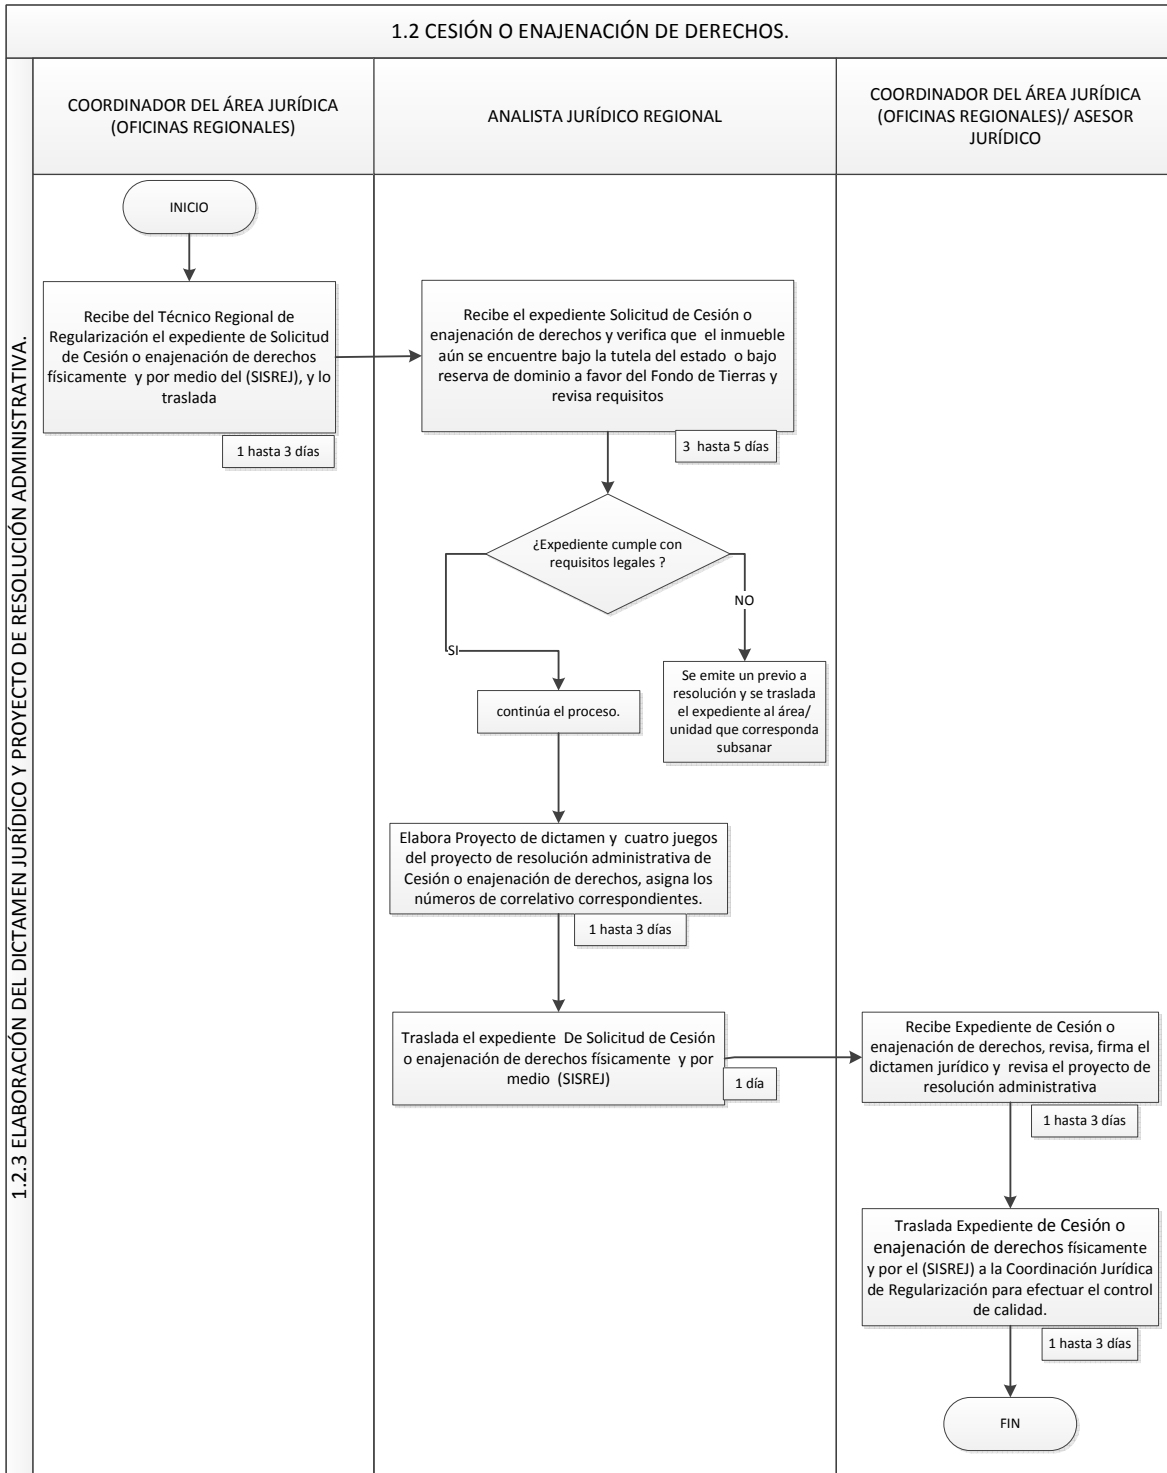 1.2 CESIÓN O ENAJENACIÓN DE DERECHOS.
1.2.3 ELABORACIÓN DEL DICTAMEN JURÍDICO Y PROYECTO DE RESOLUCIÓN ADMINISTRATIVA.
COORDINADOR DEL ÁREA JURÍDICA
(OFICINAS REGIONALES)
ANALISTA JURÍDICO REGIONAL
COORDINADOR DEL ÁREA JURÍDICA
(OFICINAS REGIONALES)/ ASESOR
JURÍDICO
INICIO
Recibe del Técnico Regional de
Regularización el expediente de Solicitud
de Cesión o enajenación de derechos
físicamente y por medio del (SISREJ), y lo
traslada
1 hasta 3 días
Recibe el expediente Solicitud de Cesión o
enajenación de derechos y verifica que el inmueble
aún se encuentre bajo la tutela del estado o bajo
reserva de dominio a favor del Fondo de Tierras y
revisa requisitos
3 hasta 5 días
¿Expediente cumple con
requisitos legales ?
SI
NO
continúa el proceso.
Se emite un previo a
resolución y se traslada
el expediente al área/
unidad que corresponda
subsanar
Elabora Proyecto de dictamen y cuatro juegos
del proyecto de resolución administrativa de
Cesión o enajenación de derechos, asigna los
números de correlativo correspondientes.
1 hasta 3 días
Traslada el expediente De Solicitud de Cesión
o enajenación de derechos físicamente y por
medio (SISREJ)
1 día
Recibe Expediente de Cesión o
enajenación de derechos, revisa, firma el
dictamen jurídico y revisa el proyecto de
resolución administrativa
1 hasta 3 días
Traslada Expediente de Cesión o
enajenación de derechos físicamente
y por el (SISREJ) a la Coordinación Jurídica
de Regularización para efectuar el control
de calidad.
1 hasta 3 días
FIN